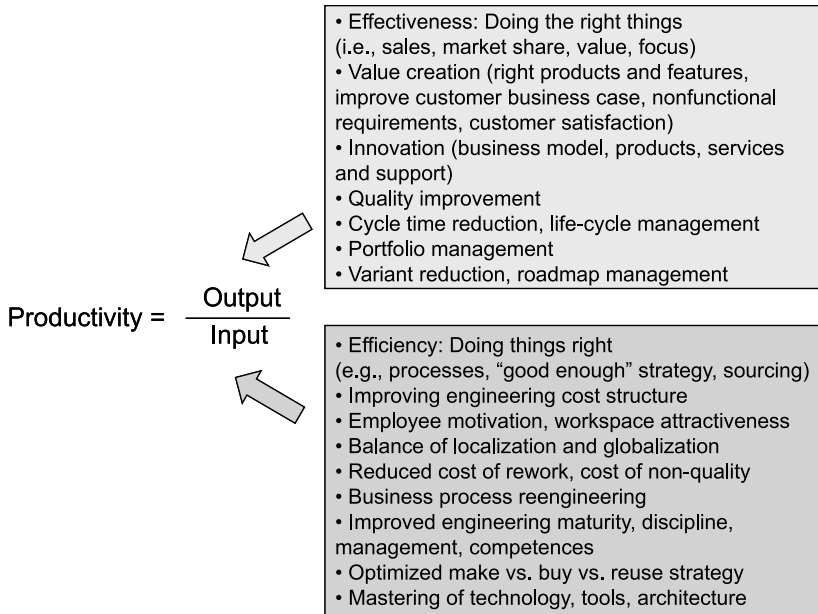 • Effectiveness: Doing the right things
(i.e., sales, market share, value, focus)
• Value creation (right products and features,
improve customer business case, nonfunctional
requirements, customer satisfaction)
• Innovation (business model, products, services
and support)
• Quality improvement
• Cycle time reduction, life-cycle management
• Portfolio management
• Variant reduction, roadmap management
Productivity =
Output
Input
• Efficiency: Doing things right
(e.g., processes, “good enough” strategy, sourcing)
• Improving engineering cost structure
• Employee motivation, workspace attractiveness
• Balance of localization and globalization
• Reduced cost of rework, cost of non-quality
• Business process reengineering
• Improved engineering maturity, discipline,
management, competences
• Optimized make vs. buy vs. reuse strategy
• Mastering of technology, tools, architecture